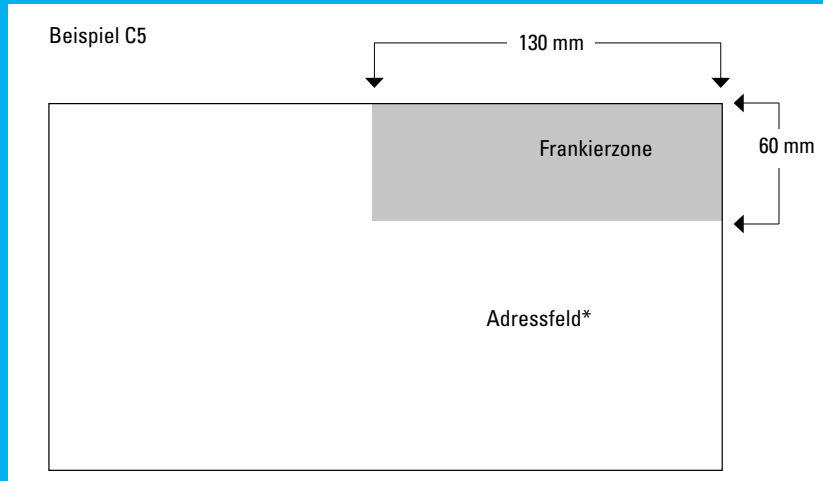 Beispiel C5
130 mm
Frankierzone
60 mm
Adressfeld*